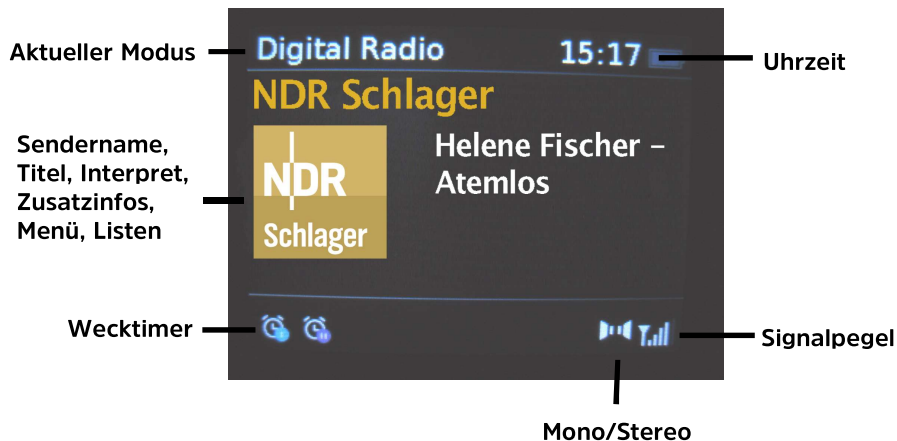 Aktueller Modus
Digital Radio 15:17
Uhrzeit
NDR Schlager
Sendername,
Titel, Interpret,
Zusatzinfos,
Menü, Listen
NDR
Schlager
Helene Fischer –
Atemlos
Wecktimer
Signalpegel
Mono/Stereo